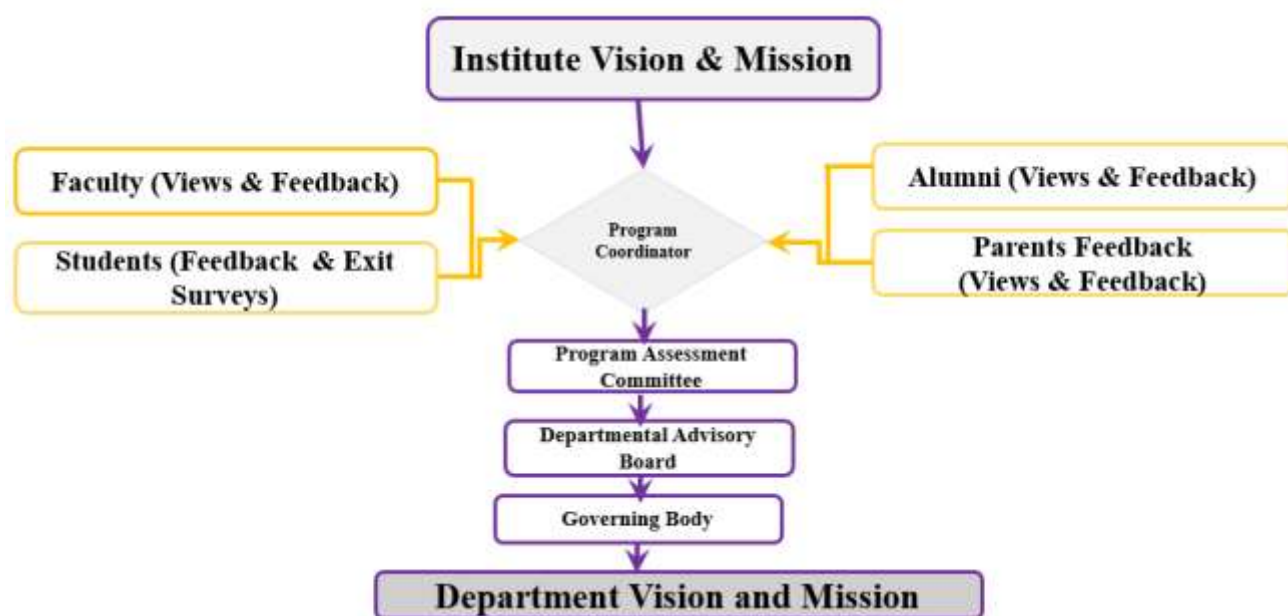 Institute Vision & Mission
Faculty (Views & Feedback)
Alumni (Views & Feedback)
Program
Coordinator
Students (Feedback & Exit
Surveys)
Parents Feedback
(Views & Feedback)
Program Assessment
Committee
Departmental Advisory
Board
Governing Body
Department Vision and Mission